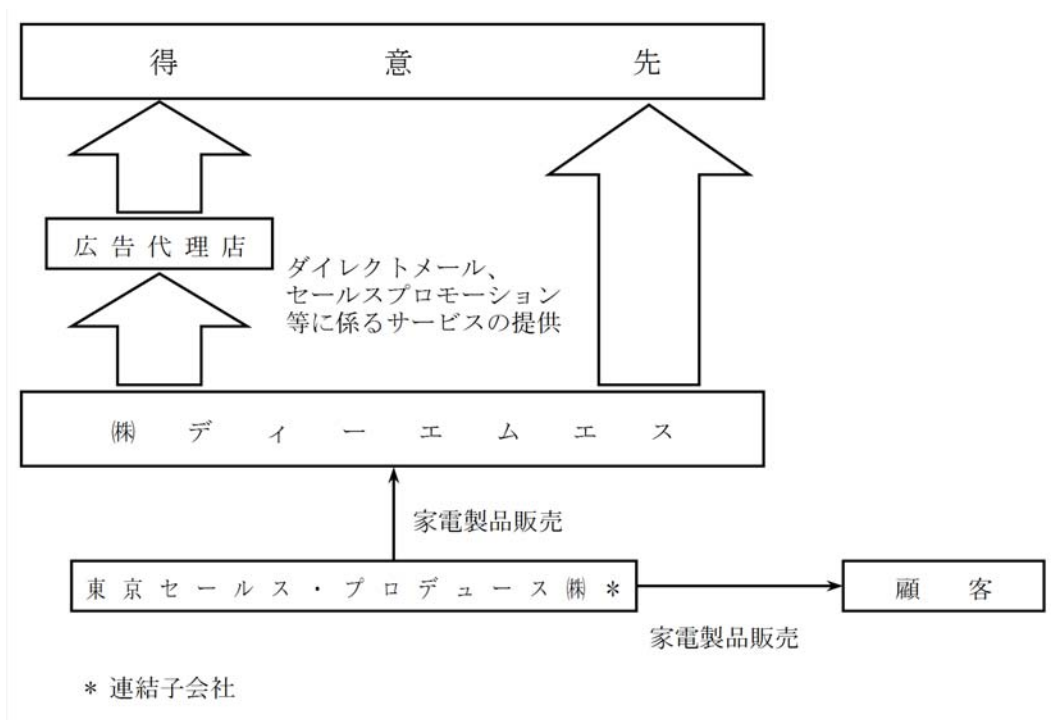 得意先
広告代理店
ダイレクトメール、
セールスプロモーション
等に係るサービスの提供
㈱ディーエムエス
家電製品販売
東京セールス・プロデュース㈱*
顧客
家電製品販売
* 連結子会社